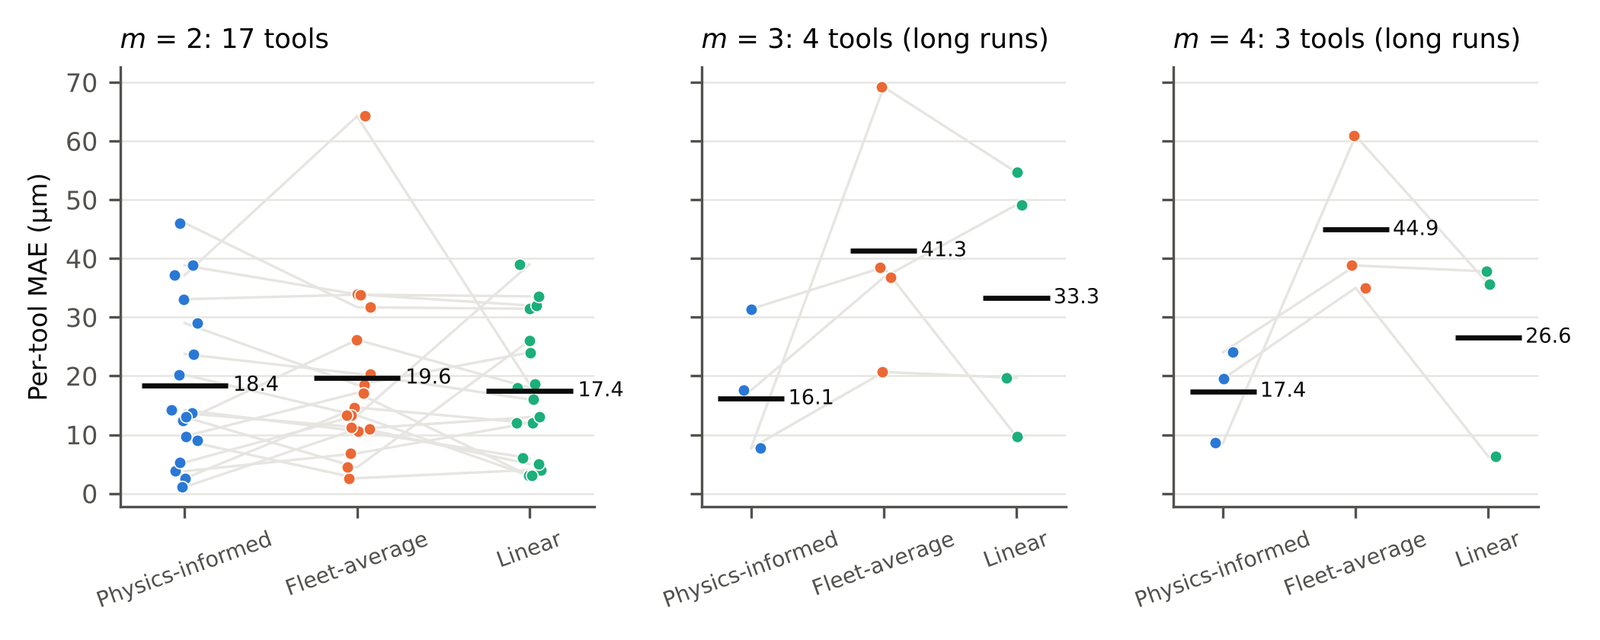 m = 2: 17 tools
m = 3: 4 tools (long runs)
m = 4: 3 tools (long runs)
Per-tool MAE (µm)
70
60
50
40
30
20
10
0
18.4
19.6
17.4
16.1
41.3
33.3
17.4
44.9
26.6
Physics-informed
Fleet-average
Linear
Physics-informed
Fleet-average
Linear
Physics-informed
Fleet-average
Linear